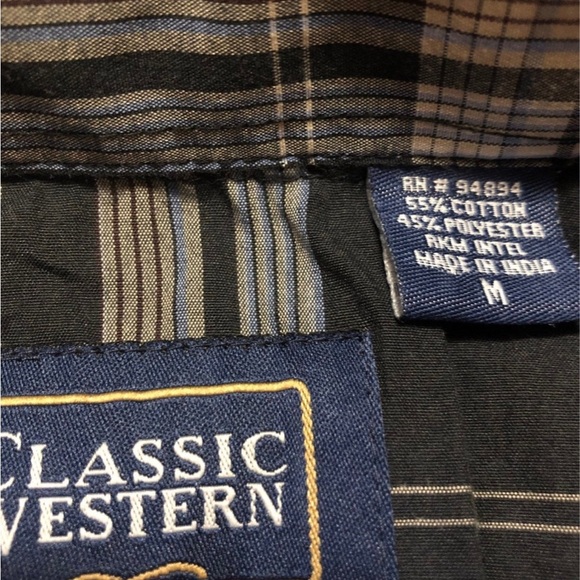 RN # 94894
55% COTTON
45% POLYESTER
RKM INTEL
MADE IN INDIA
M
CLASSIC
WESTERN